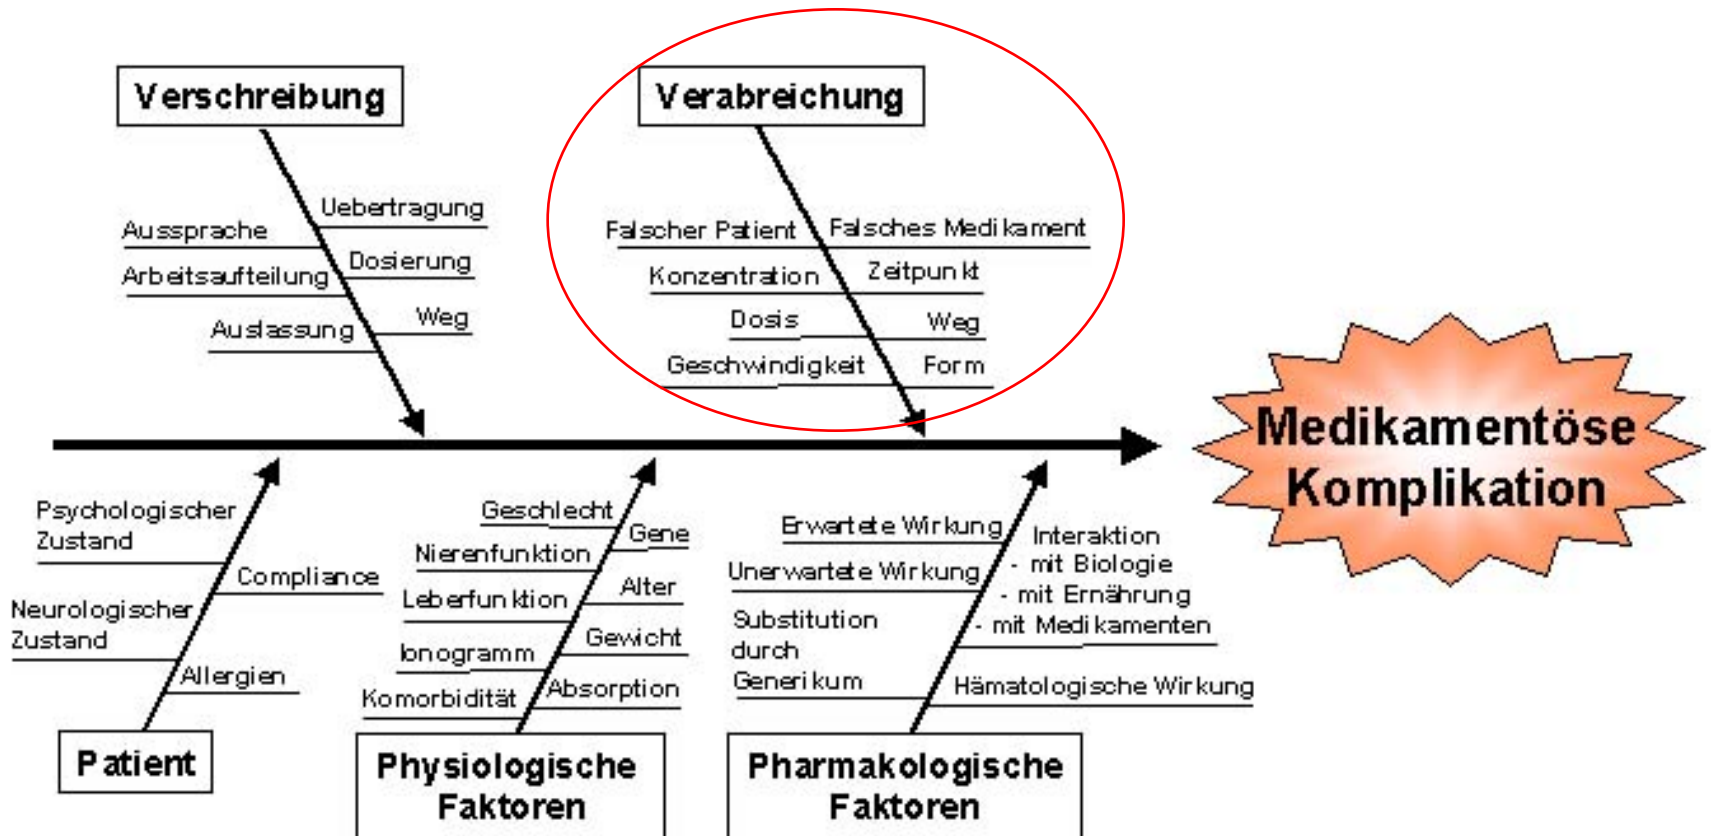 Verschreibung
Uebertragung
Aussprache
Dosierung
Arbeitsaufteilung
Weg
Auslassung
Verabreichung
Falscher Patient
Falsches Medikament
Konzentration
Zeitpunkt
Dosis
Weg
Geschwindigkeit
Form
Medikamentöse
Komplikation
Psychologischer
Zustand
Compliance
Neurologischer
Zustand
Allergien
Patient
Geschlecht
Gene
Nierenfunktion
Alter
Leberfunktion
Gewicht
Ionogramm
Absorption
Komorbidität
Physiologische
Faktoren
Erwartete Wirkung
Unerwartete Wirkung
Substitution
durch
Generikum
Interaktion
- mit Biologie
- mit Ernährung
- mit Medikamenten
Hämatologische Wirkung
Pharmakologische
Faktoren